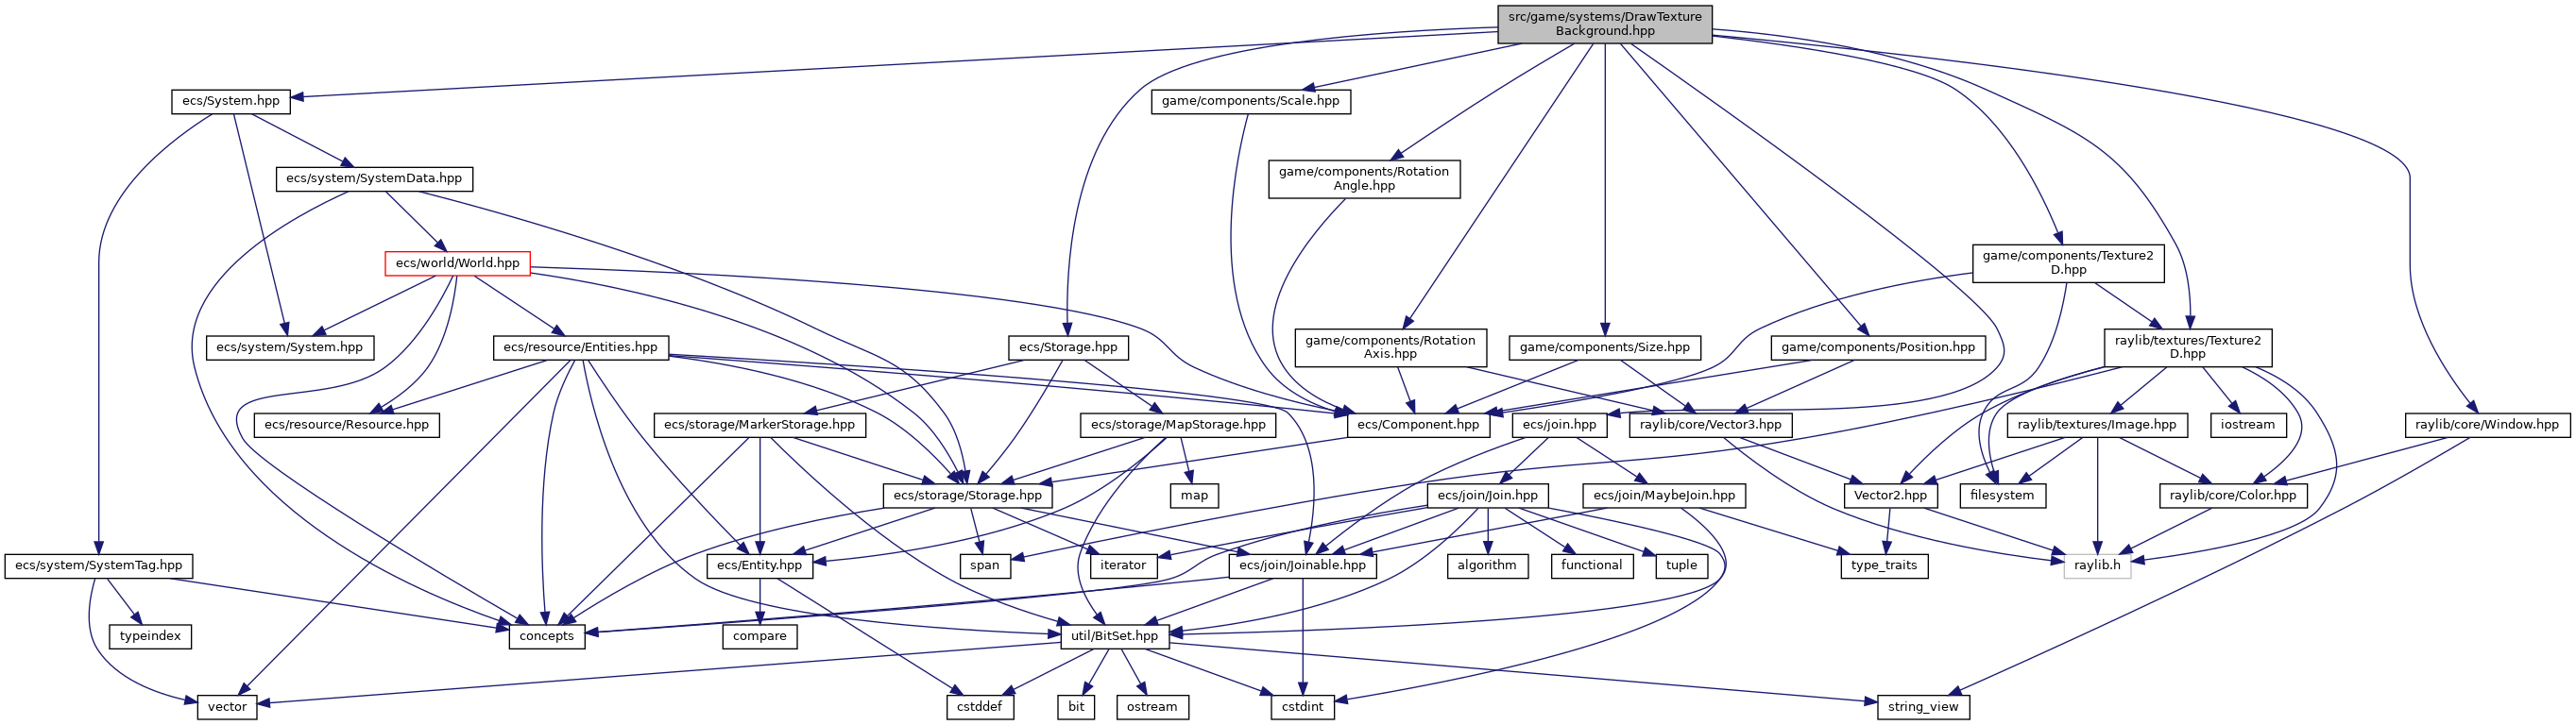 src/game/systems/DrawTexture
Background.hpp
ecs/System.hpp
game/components/Scale.hpp
ecs/system/SystemData.hpp
game/components/Rotation
Angle.hpp
ecs/world/World.hpp
game/components/Texture2
D.hpp
ecs/system/System.hpp
ecs/resource/Entities.hpp
ecs/Storage.hpp
game/components/Rotation
Axis.hpp
game/components/Size.hpp
game/components/Position.hpp
raylib/textures/Texture2
D.hpp
ecs/resource/Resource.hpp
ecs/storage/MarkerStorage.hpp
ecs/storage/MapStorage.hpp
ecs/Component.hpp
ecs/join.hpp
raylib/core/Vector3.hpp
raylib/textures/Image.hpp
iostream
raylib/core/Window.hpp
ecs/storage/Storage.hpp
map
ecs/join/Join.hpp
ecs/join/MaybeJoin.hpp
Vector2.hpp
filesystem
raylib/core/Color.hpp
ecs/system/SystemTag.hpp
ecs/Entity.hpp
span
iterator
ecs/join/Joinable.hpp
algorithm
functional
tuple
type_traits
raylib.h
typeindex
concepts
compare
util/BitSet.hpp
vector
cstddef
bit
ostream
cstdint
string_view